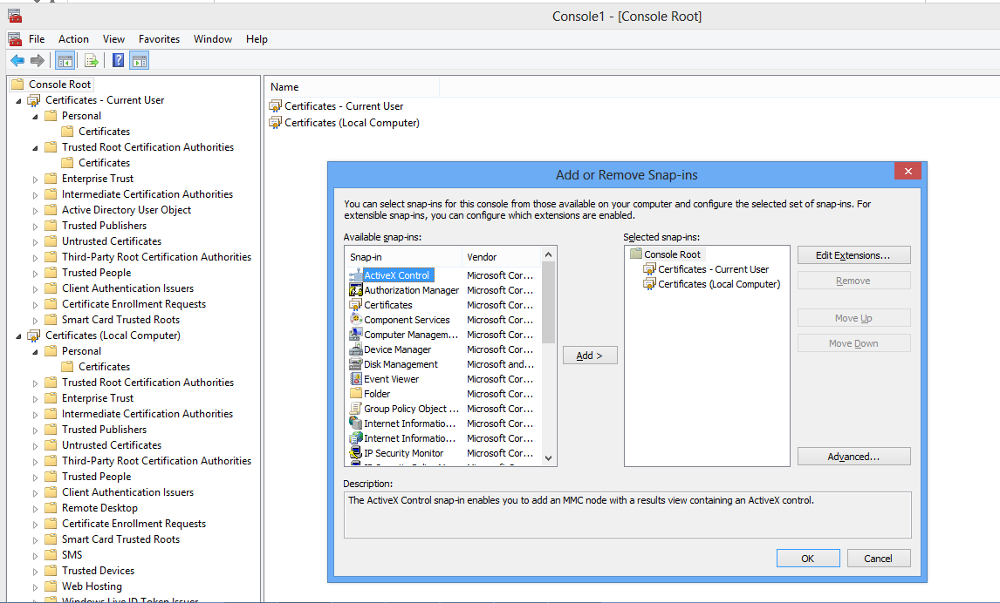 Console1 - [Console Root]
File Action View Favorites Window Help
Console Root
Certificates - Current User
Personal
Certificates
Trusted Root Certification Authorities
Certificates
Enterprise Trust
Intermediate Certification Authorities
Active Directory User Object
Trusted Publishers
Untrusted Certificates
Third-Party Root Certification Authorities
Trusted People
Client Authentication Issuers
Certificate Enrollment Requests
Smart Card Trusted Roots
Certificates (Local Computer)
Personal
Certificates
Trusted Root Certification Authorities
Enterprise Trust
Intermediate Certification Authorities
Trusted Publishers
Untrusted Certificates
Third-Party Root Certification Authorities
Trusted People
Client Authentication Issuers
Remote Desktop
Certificate Enrollment Requests
Smart Card Trusted Roots
SMS
Trusted Devices
Web Hosting
Windows Live ID Token Issuer
Name
Certificates - Current User
Certificates (Local Computer)
Add or Remove Snap-ins
You can select snap-ins for this console from those available on your computer and configure the selected set of snap-ins. For
extensible snap-ins, you can configure which extensions are enabled.
Available snap-ins:
Snap-in Vendor
ActiveX Control Microsoft Cor...
Authorization Manager Microsoft Cor...
Certificates Microsoft Cor...
Component Services Microsoft Cor...
Computer Managem... Microsoft Cor...
Device Manager Microsoft Cor...
Disk Management Microsoft and...
Event Viewer Microsoft Cor...
Folder Microsoft Cor...
Group Policy Object ... Microsoft Cor...
Internet Informatio... Microsoft Cor...
Internet Informatio... Microsoft Cor...
IP Security Monitor Microsoft Cor...
Add >
Selected snap-ins:
Console Root
Certificates - Current User
Certificates (Local Computer)
Edit Extensions...
Remove
Move Up
Move Down
Advanced...
Description:
The ActiveX Control snap-in enables you to add an MMC node with a results view containing an ActiveX control.
OK Cancel